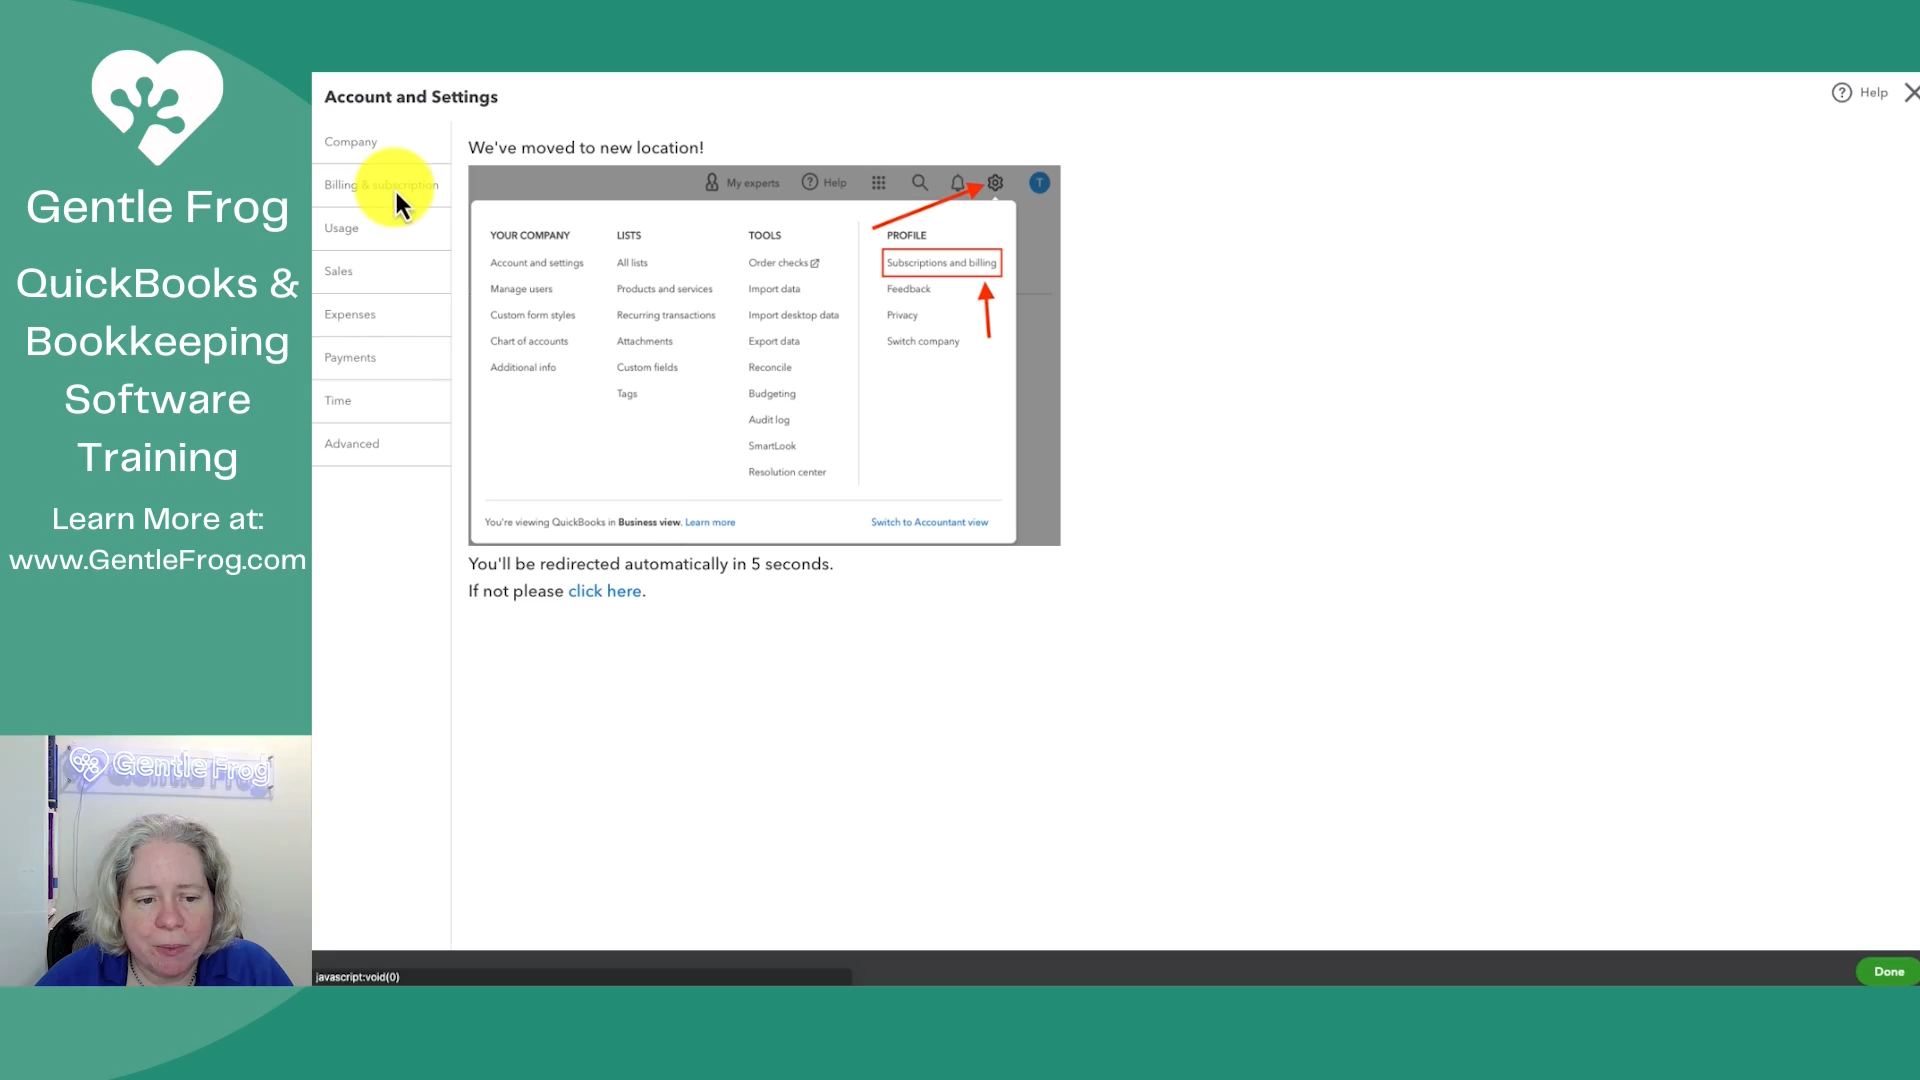 Gentle Frog
QuickBooks &
Bookkeeping
Software
Training
Learn More at:
www.GentleFrog.com
Gentle Frog
Account and Settings
Help
Company
Billing & subscription
Usage
Sales
Expenses
Payments
Time
Advanced
We've moved to new location!
My experts
Help
T
YOUR COMPANY
Account and settings
Manage users
Custom form styles
Chart of accounts
Additional info
LISTS
All lists
Products and services
Recurring transactions
Attachments
Custom fields
Tags
TOOLS
Order checks
Import data
Import desktop data
Export data
Reconcile
Budgeting
Audit log
SmartLook
Resolution center
PROFILE
Subscriptions and billing
Feedback
Privacy
Switch company
You're viewing QuickBooks in Business view. Learn more
Switch to Accountant view
You'll be redirected automatically in 5 seconds.
If not please click here.
javascript:void(0)
Done